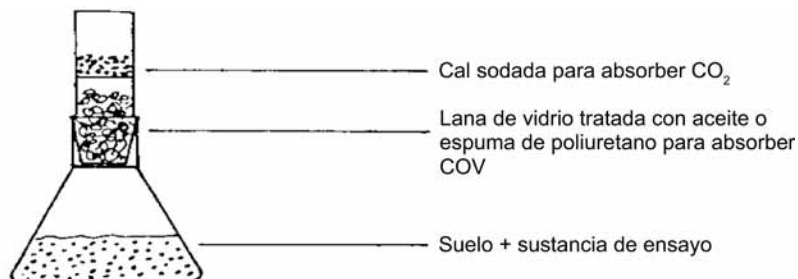 Cal sodada para absorber CO₂
Lana de vidrio tratada con aceite o
espuma de poliuretano para absorber
COV
Suelo + sustancia de ensayo